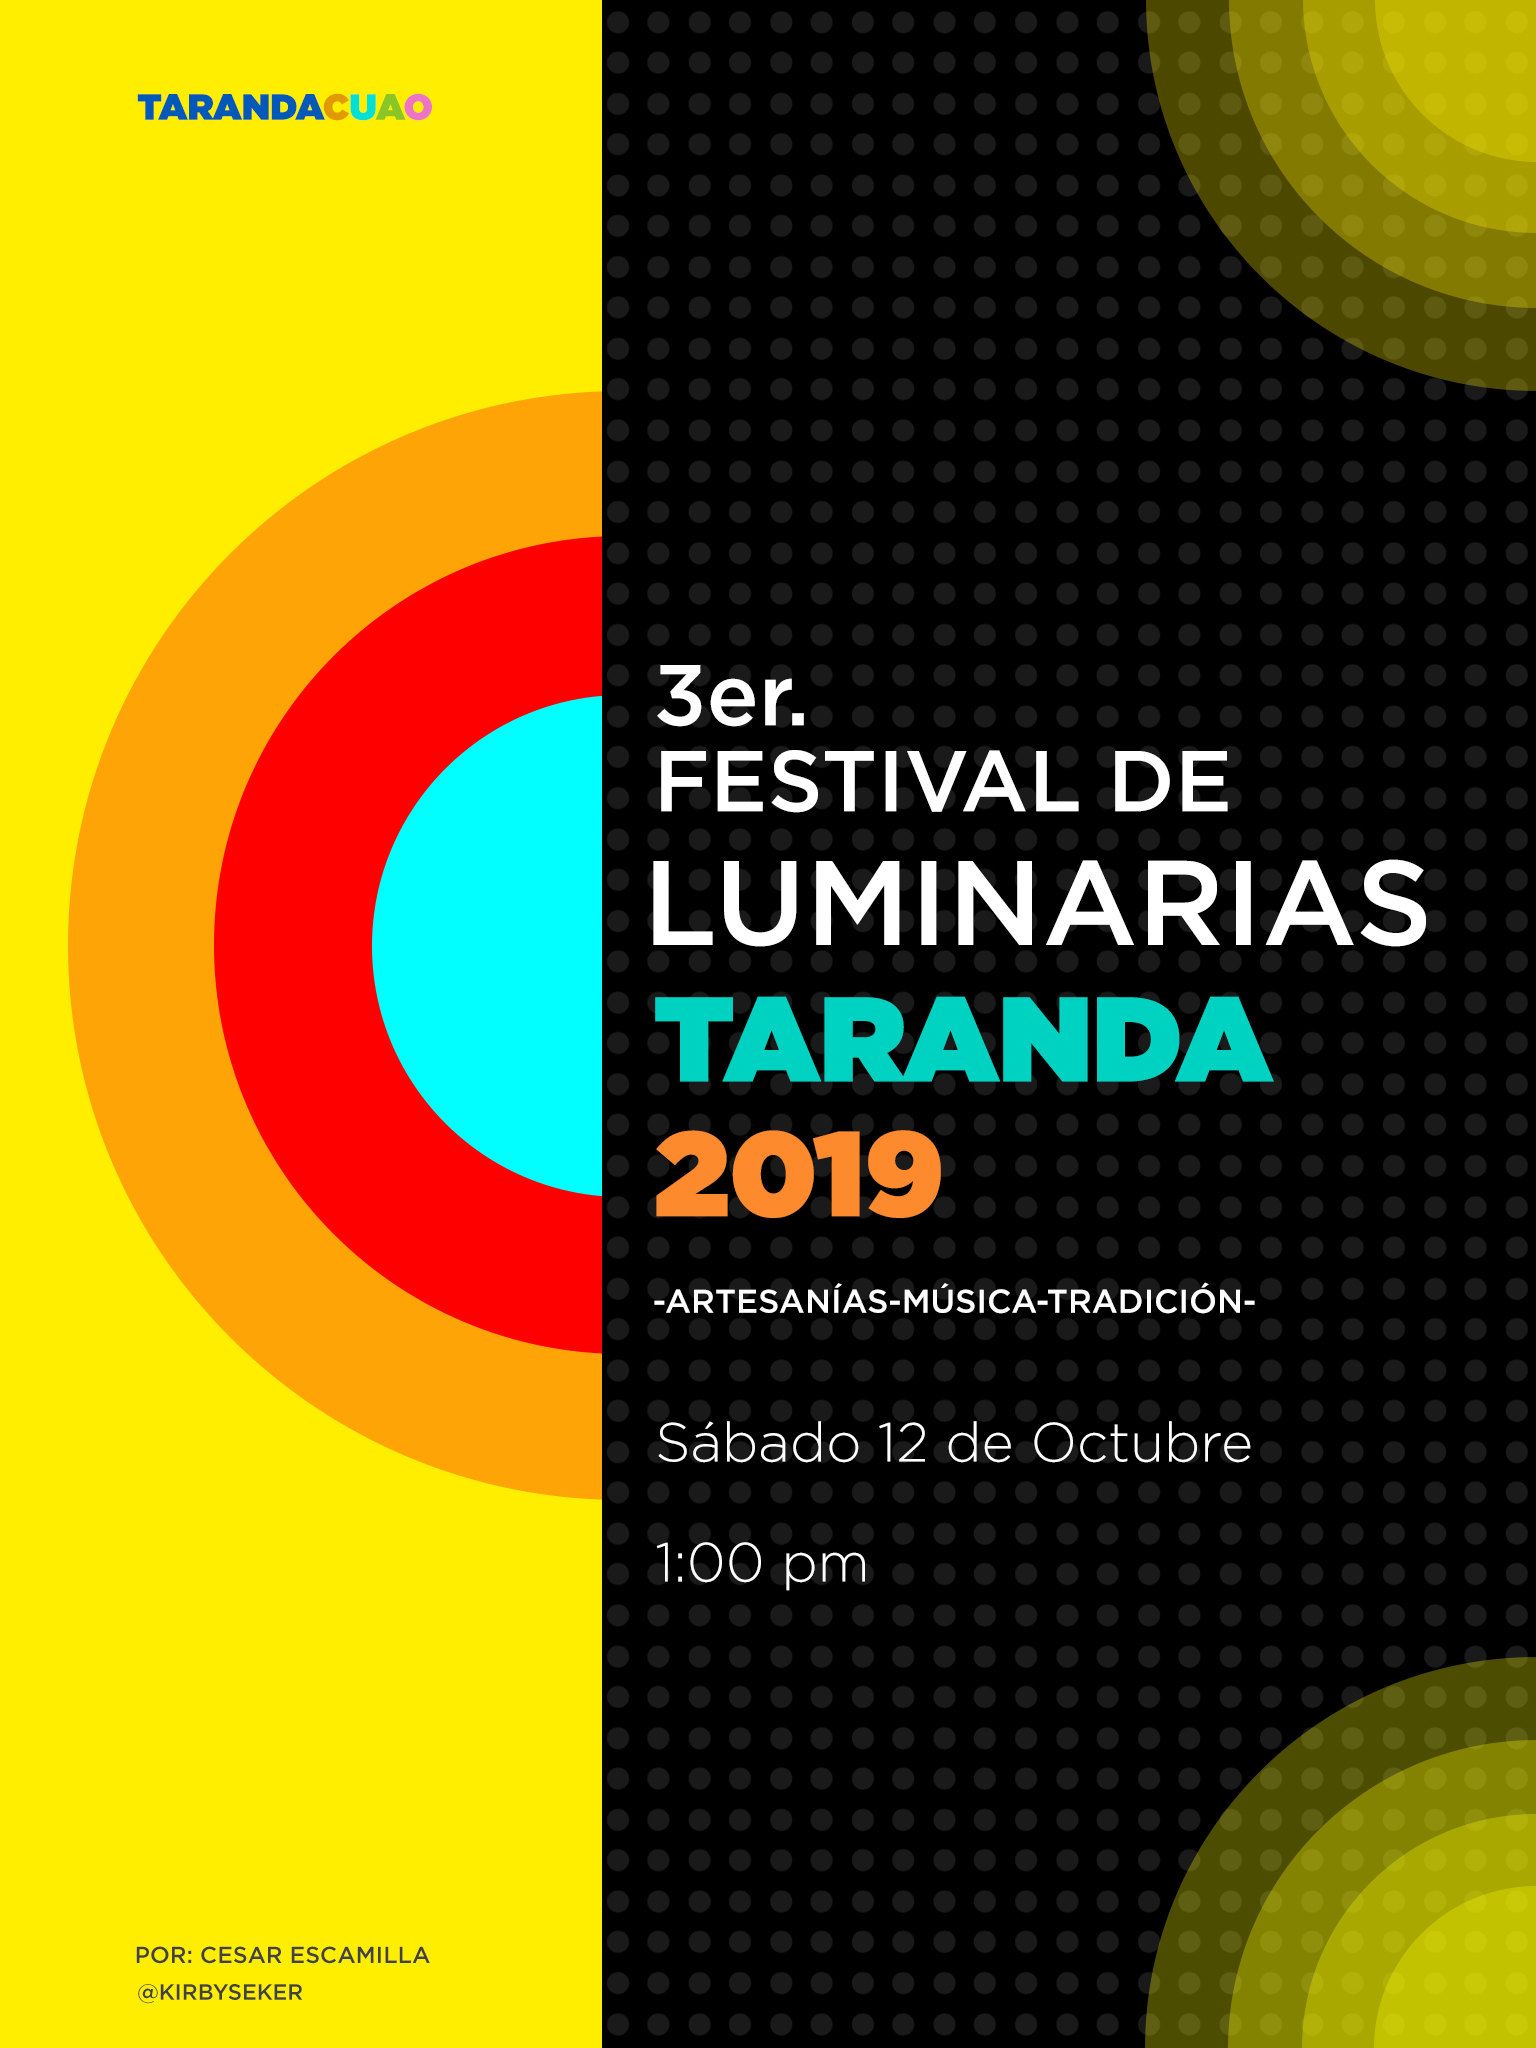 TARANDACUAO
3er.
FESTIVAL DE
LUMINARIAS
TARANDA
2019
-ARTESANÍAS-MÚSICA-TRADICIÓN-
Sábado 12 de Octubre
1:00 pm
POR: CESAR ESCAMILLA
@KIRBYSEKER